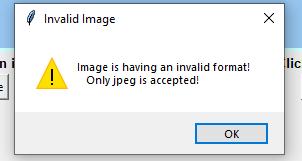 Invalid Image
Image is having an invalid format!
Only jpeg is accepted!
OK